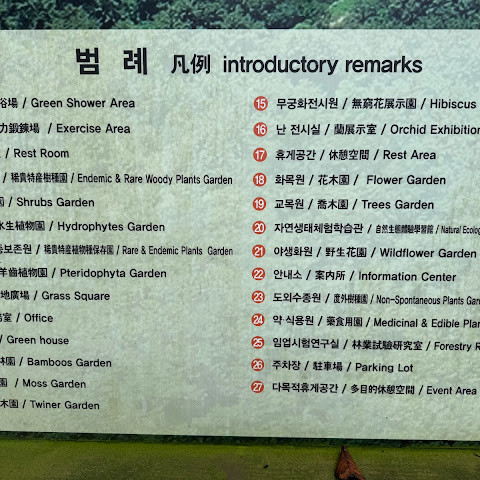 범 례 凡例 introductory remarks
浴場 / Green Shower Area
力鍛鍊場 / Exercise Area
/ Rest Room
/ 稀貴特産樹種園 / Endemic & Rare Woody Plants Garden
園 / Shrubs Garden
水生植物園 / Hydrophytes Garden
종보존원 / 稀貴特産植物種保存園 / Rare & Endemic Plants Garden
羊齒植物園 / Pteridophyta Garden
地廣場 / Grass Square
室 / Office
/ Green house
林園 / Bamboos Garden
園 / Moss Garden
木園 / Twiner Garden
15 무궁화전시원 / 無窮花展示園 / Hibiscus
16 난 전시실 / 蘭展示室 / Orchid Exhibition
17 휴게공간 / 休憩空間 / Rest Area
18 화목원 / 花木園 / Flower Garden
19 교목원 / 喬木園 / Trees Garden
20 자연생태체험학습관 / 自然生態體驗學習館 / Natural Ecolog
21 야생화원 / 野生花園 / Wildflower Garden
22 안내소 / 案內所 / Information Center
23 도외수종원 / 度外樹種園 / Non-Spontaneous Plants Gar
24 약·식용원 / 藥食用園 / Medicinal & Edible Plan
25 임업시험연구실 / 林業試驗研究室 / Forestry R
26 주차장 / 駐車場 / Parking Lot
27 다목적휴게공간 / 多目的休憩空間 / Event Area